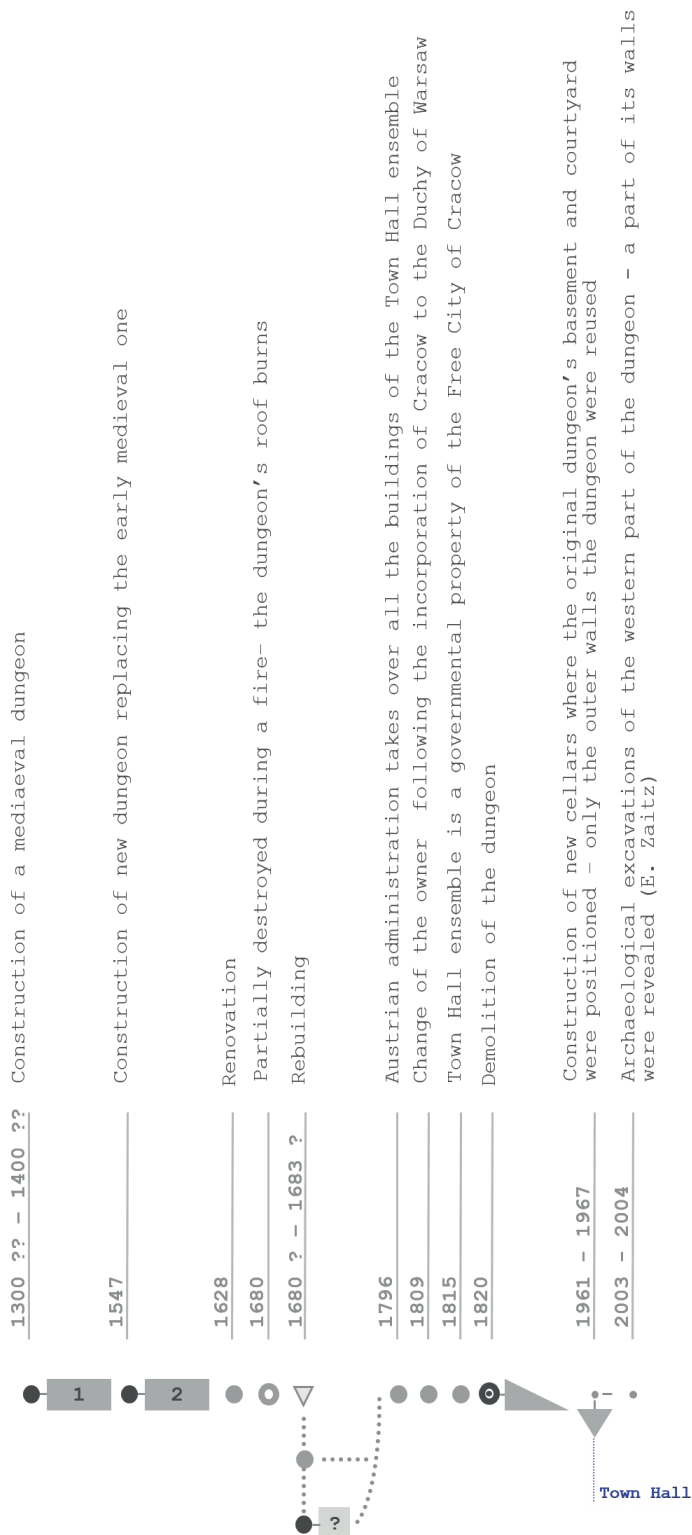 1300 ?? – 1400 ?? Construction of a mediaeval dungeon
1547 Construction of new dungeon replacing the early medieval one
1628 Renovation
1680 Partially destroyed during a fire– the dungeon's roof burns
1680 ? – 1683 ? Rebuilding
1796 Austrian administration takes over all the buildings of the Town Hall ensemble
1809 Change of the owner following the incorporation of Cracow to the Duchy of Warsaw
1815 Town Hall ensemble is a governmental property of the Free City of Cracow
1820 Demolition of the dungeon
1961 – 1967 Construction of new cellars where the original dungeon's basement and courtyard
were positioned – only the outer walls the dungeon were reused
2003 – 2004 Archaeological excavations of the western part of the dungeon – a part of its walls
were revealed (E. Zaitz)
1
2
?
Town Hall